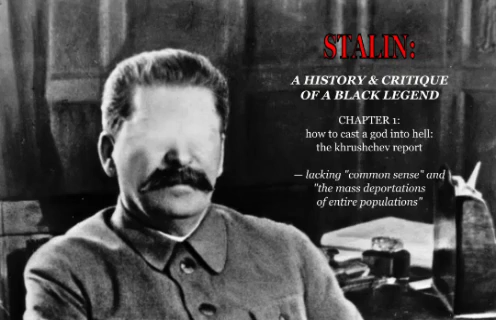 STALIN:
A HISTORY & CRITIQUE
OF A BLACK LEGEND
CHAPTER 1:
how to cast a god into hell:
the khrushchev report
— lacking "common sense" and
"the mass deportations
of entire populations"